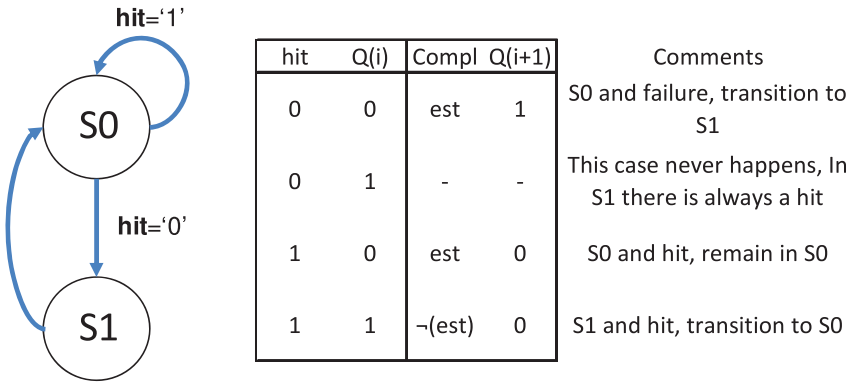 hit='1'
S0
hit='0'
S1
hit Q(i) Compl Q(i+1) Comments
0 0 est 1 S0 and failure, transition to
S1
0 1 - - This case never happens, In
S1 there is always a hit
1 0 est 0 S0 and hit, remain in S0
1 1 ¬(est) 0 S1 and hit, transition to S0